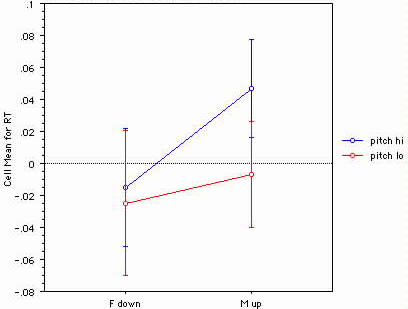 .1
.08
.06
.04
.02
0
-.02
-.04
-.06
-.08
Cell Mean for RT
F down
M up
pitch hi
pitch lo